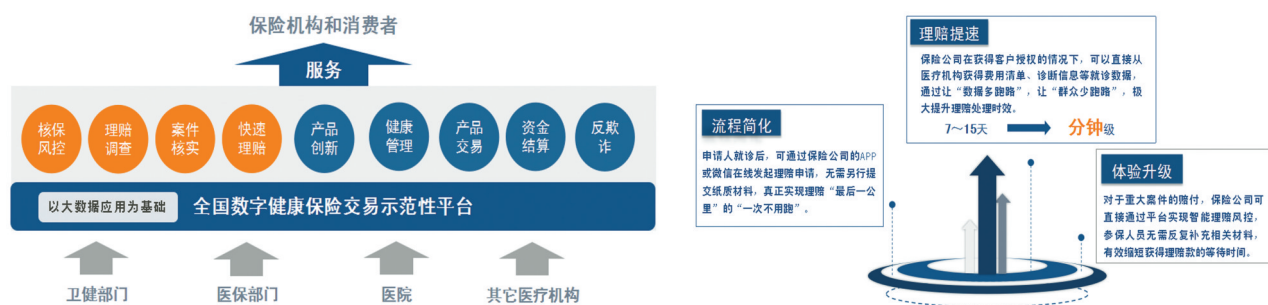 保险机构和消费者
服务
核保
风控
理赔
调查
案件
核实
快速
理赔
产品
创新
健康
管理
产品
交易
资金
结算
反欺
诈
以大数据应用为基础 全国数字健康保险交易示范性平台
卫健部门 医保部门 医院 其它医疗机构
流程简化
申请人就诊后，可通过保险公司的APP
或微信在线发起理赔申请，无需另行提
交纸质材料，真正实现理赔“最后一公
里”的“一次不用跑”。
理赔提速
保险公司在获得客户授权的情况下，可以直接从
医疗机构获得费用清单、诊断信息等就诊数据，
通过让“数据多跑路”，让“群众少跑路”，极
大提升理赔处理时效。
7～15天 分钟级
体验升级
对于重大案件的赔付，保险公司可
直接通过平台实现智能理赔风控，
参保人员无需反复补充相关材料，
有效缩短获得理赔款的等待时间。